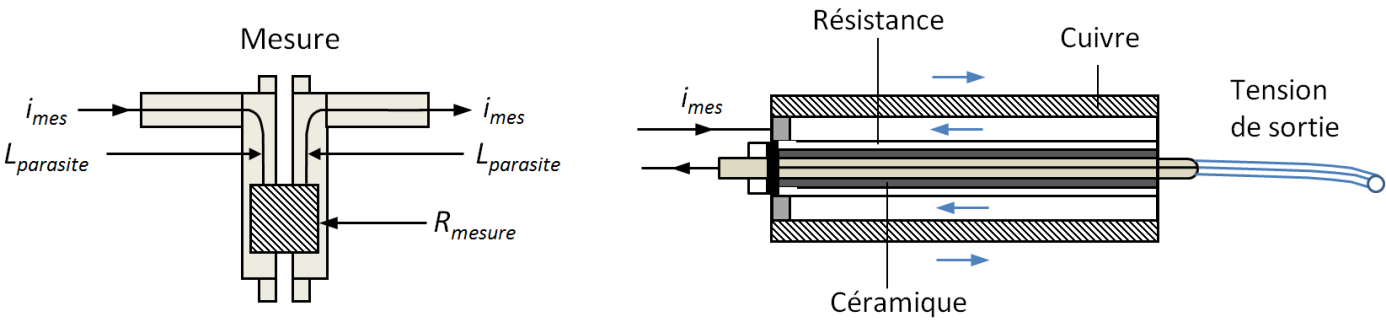 Mesure
i_mes
i_mes
L_parasite
L_parasite
R_mesure
Résistance
Cuivre
i_mes
Tension
de sortie
Céramique